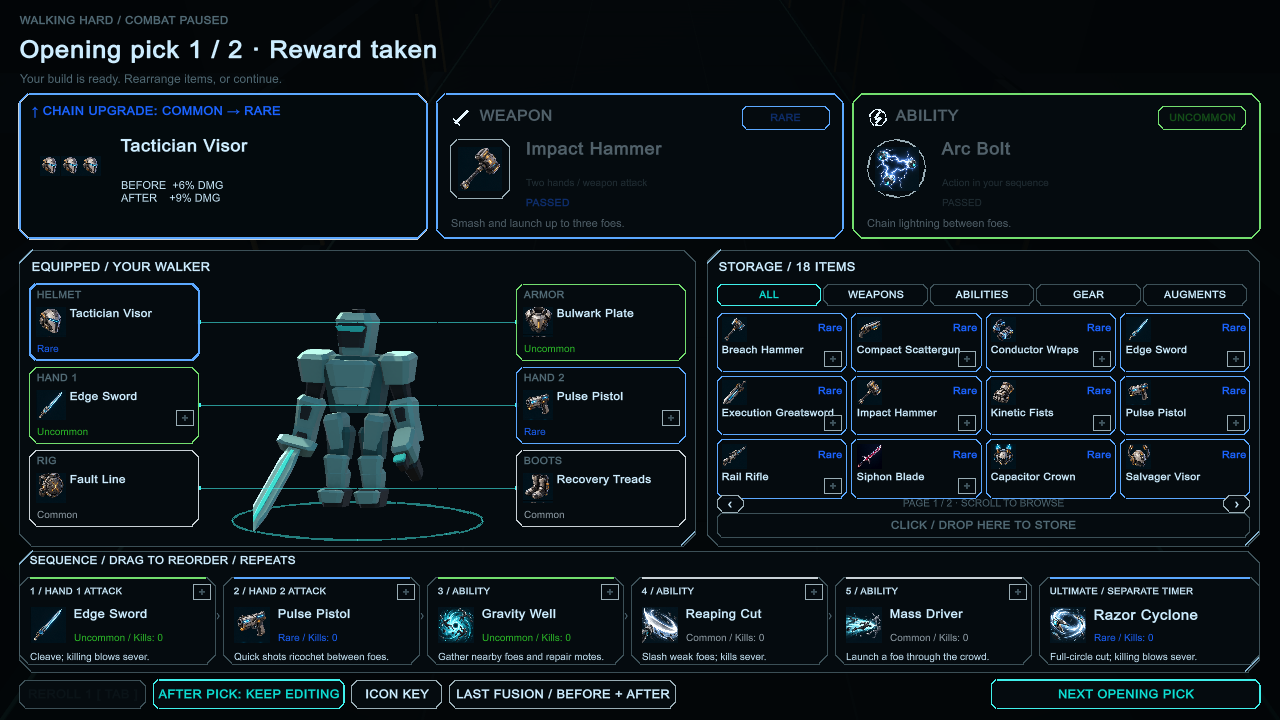 WALKING HARD / COMBAT PAUSED
Opening pick 1 / 2 · Reward taken
Your build is ready. Rearrange items, or continue.
↑ CHAIN UPGRADE: COMMON → RARE
Tactician Visor
BEFORE +6% DMG
AFTER +9% DMG
WEAPON
RARE
Impact Hammer
Two hands / weapon attack
PASSED
Smash and launch up to three foes.
ABILITY
UNCOMMON
Arc Bolt
Action in your sequence
PASSED
Chain lightning between foes.
EQUIPPED / YOUR WALKER
HELMET
Tactician Visor
Rare
ARMOR
Bulwark Plate
Uncommon
HAND 1
Edge Sword
Uncommon
HAND 2
Pulse Pistol
Rare
RIG
Fault Line
Common
BOOTS
Recovery Treads
Common
STORAGE / 18 ITEMS
ALL
WEAPONS
ABILITIES
GEAR
AUGMENTS
Rare
Breach Hammer
Rare
Compact Scattergun
Rare
Conductor Wraps
Rare
Edge Sword
Rare
Execution Greatsword
Rare
Impact Hammer
Rare
Kinetic Fists
Rare
Pulse Pistol
Rare
Rail Rifle
Rare
Siphon Blade
Rare
Capacitor Crown
Rare
Salvager Visor
PAGE 1 / 2 · SCROLL TO BROWSE
CLICK / DROP HERE TO STORE
SEQUENCE / DRAG TO REORDER / REPEATS
1 / HAND 1 ATTACK
Edge Sword
Uncommon / Kills: 0
Cleave; killing blows sever.
2 / HAND 2 ATTACK
Pulse Pistol
Rare / Kills: 0
Quick shots ricochet between foes.
3 / ABILITY
Gravity Well
Uncommon / Kills: 0
Gather nearby foes and repair motes.
4 / ABILITY
Reaping Cut
Common / Kills: 0
Slash weak foes; kills sever.
5 / ABILITY
Mass Driver
Common / Kills: 0
Launch a foe through the crowd.
ULTIMATE / SEPARATE TIMER
Razor Cyclone
Rare / Kills: 0
Full-circle cut; killing blows sever.
REROLL 1 [ TAB ]
AFTER PICK: KEEP EDITING
ICON KEY
LAST FUSION / BEFORE + AFTER
NEXT OPENING PICK